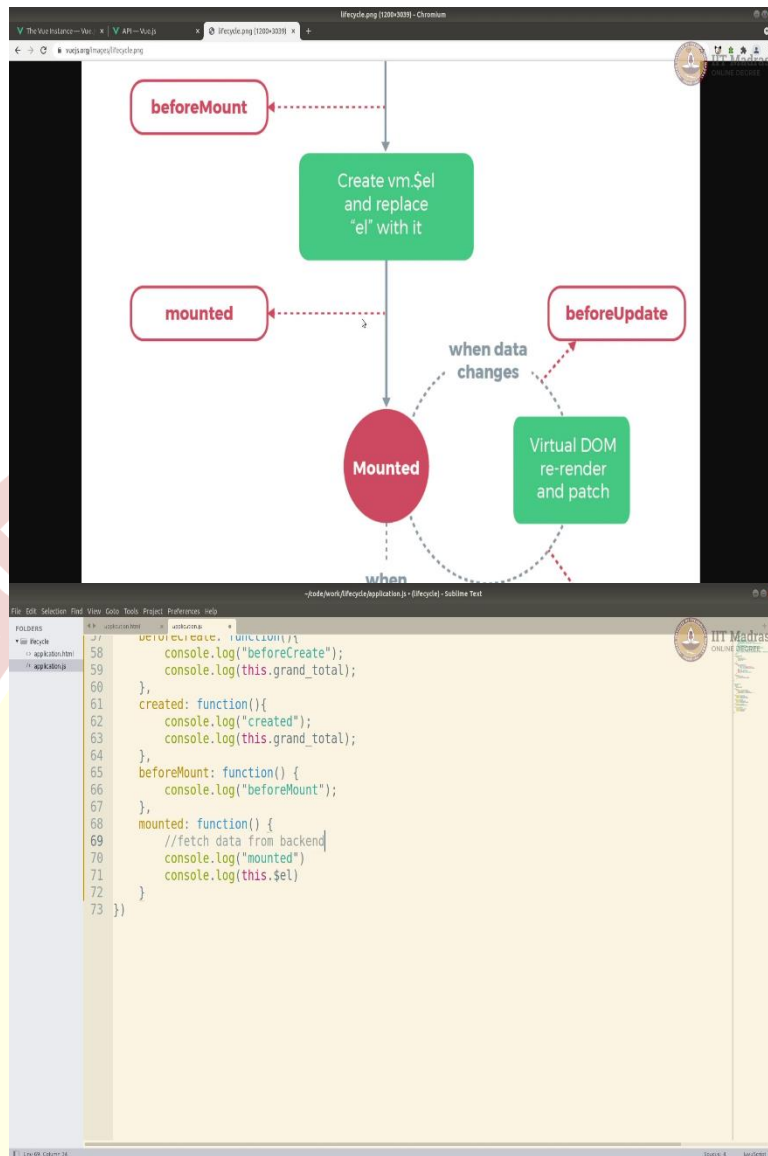 lifecycle.png (1200×3039) - Chromium
The Vue Instance — Vue.j x
API — Vue.js x
lifecycle.png (1200×3039) x +
vuejs.org/images/lifecycle.png
IIT Madras
ONLINE DEGREE
beforeMount
Create vm.$el
and replace
"el" with it
mounted
beforeUpdate
when data
changes
Mounted
Virtual DOM
re-render
and patch
when
~/code/work/lifecycle/application.js • (lifecycle) - Sublime Text
File Edit Selection Find View Goto Tools Project Preferences Help
FOLDERS
lifecycle
application.html
application.js
application.html x application.js
IIT Madras
ONLINE DEGREE
57 beforeCreate: function(){
58 console.log("beforeCreate");
59 console.log(this.grand_total);
60 },
61 created: function(){
62 console.log("created");
63 console.log(this.grand_total);
64 },
65 beforeMount: function() {
66 console.log("beforeMount");
67 },
68 mounted: function() {
69 //fetch data from backend
70 console.log("mounted")
71 console.log(this.$el)
72 }
73 })
JavaScript